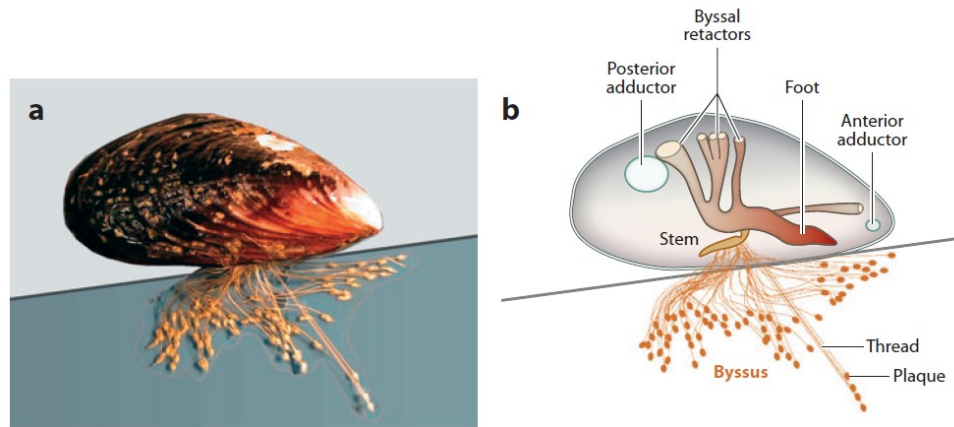 a
b
Byssal
retactors
Posterior
adductor
Foot
Anterior
adductor
Stem
Thread
Plaque
Byssus